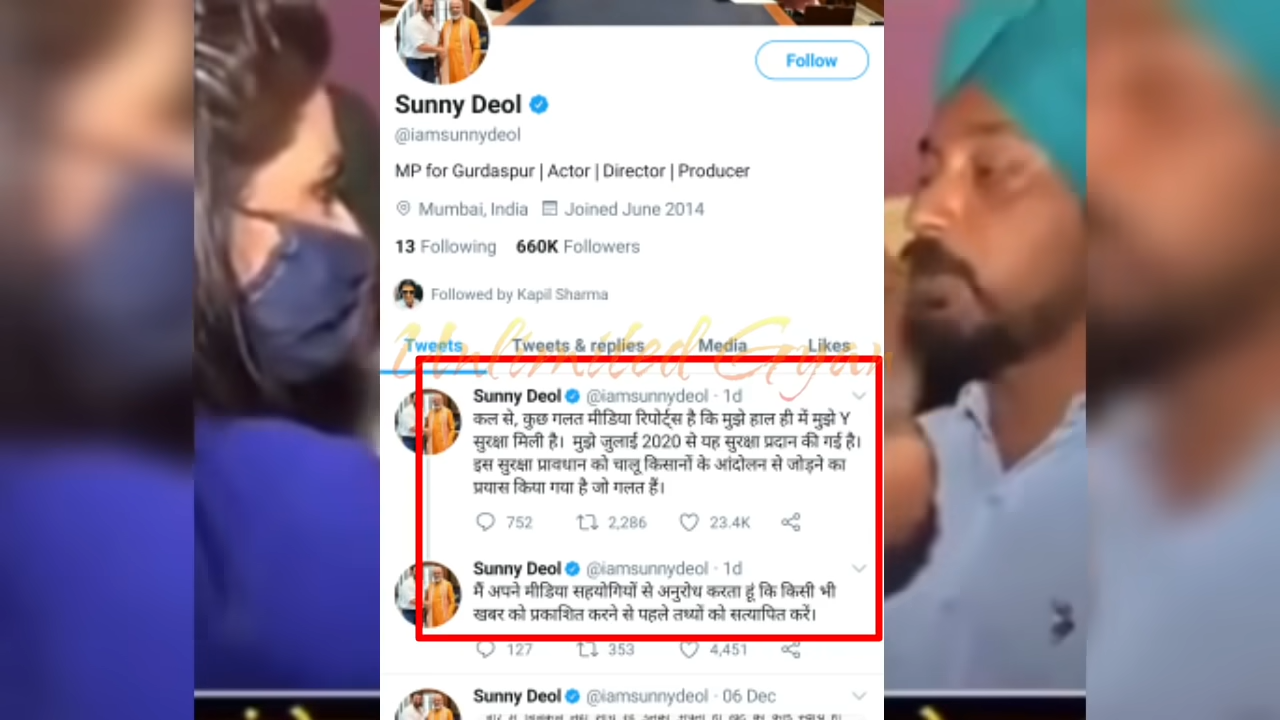 Follow
Sunny Deol
@iamsunnydeol
MP for Gurdaspur | Actor | Director | Producer
Mumbai, India Joined June 2014
13 Following 660K Followers
Followed by Kapil Sharma
Unlimited Gyan
Tweets Tweets & replies Media Likes
Sunny Deol @iamsunnydeol · 1d
कल से, कुछ गलत मीडिया रिपोर्ट्स है कि मुझे हाल ही में मुझे Y
सुरक्षा मिली है। मुझे जुलाई 2020 से यह सुरक्षा प्रदान की गई है।
इस सुरक्षा प्रावधान को चालू किसानों के आंदोलन से जोड़ने का
प्रयास किया गया है जो गलत हैं।
752 2,286 23.4K
Sunny Deol @iamsunnydeol · 1d
मैं अपने मीडिया सहयोगियों से अनुरोध करता हूं कि किसी भी
खबर को प्रकाशित करने से पहले तथ्यों को सत्यापित करें।
127 353 4,451
Sunny Deol @iamsunnydeol · 06 Dec